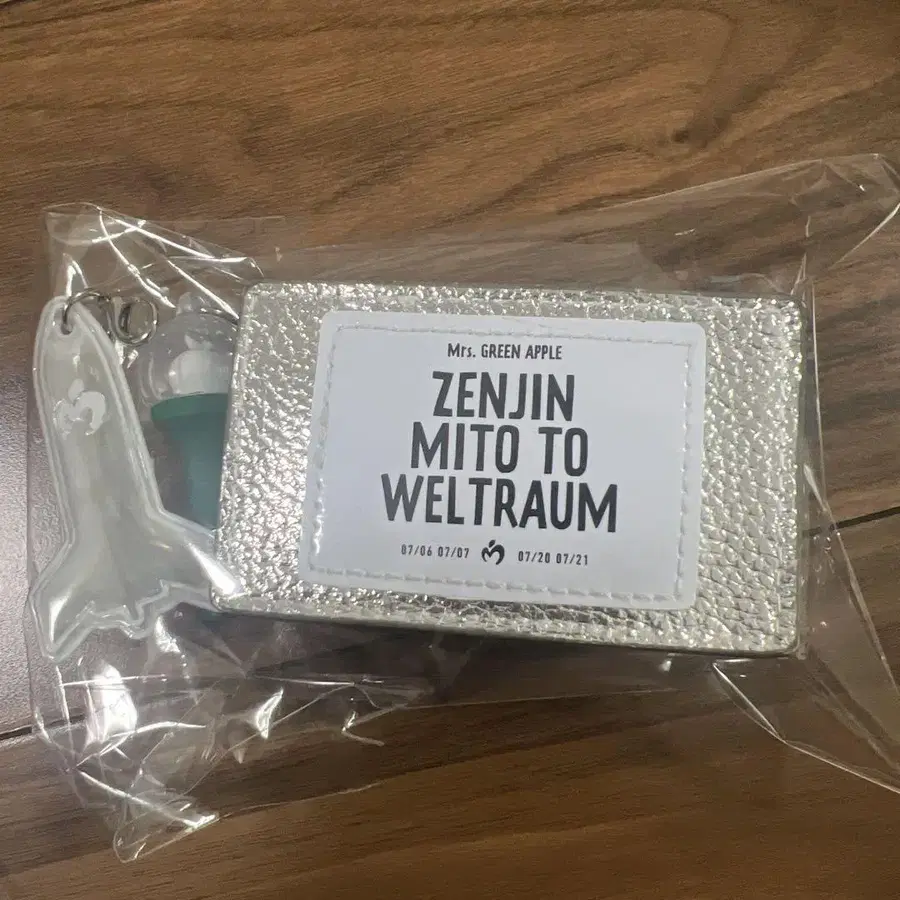 Mrs. GREEN APPLE
ZENJIN
MITO TO
WELTRAUM
07/06 07/07 07/20 07/21